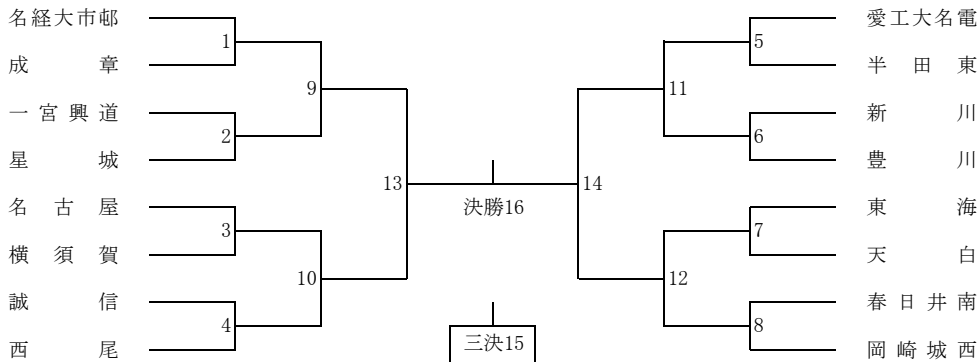 名経大市邨
成章
一宮興道
星城
名古屋
横須賀
誠信
西尾
1
2
3
4
9
10
13
決勝16
三決15
14
11
12
5
6
7
8
愛工大名電
半田東
新川
豊川
東海
天白
春日井南
岡崎城西